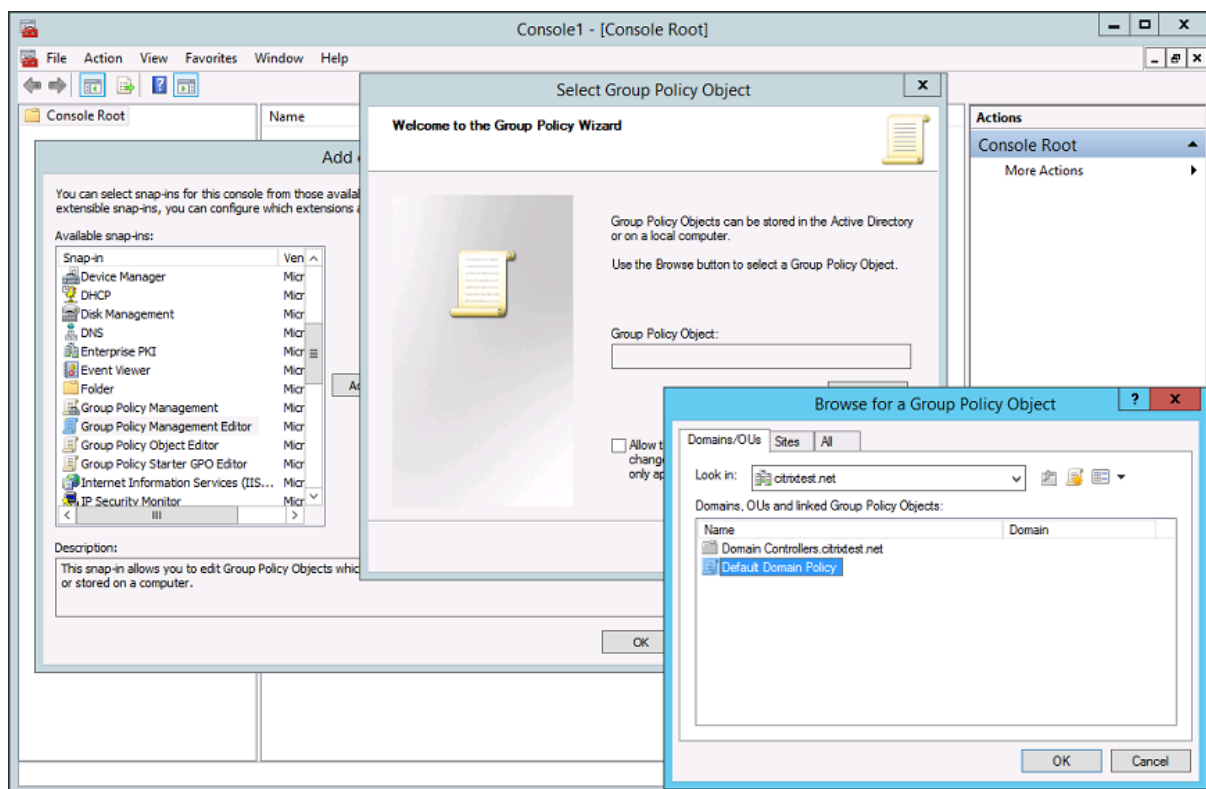 Console1 - [Console Root]
File Action View Favorites Window Help
Console Root
Name
Actions
Console Root
More Actions
Add
You can select snap-ins for this console from those
extensible snap-ins, you can configure which extensions
Available snap-ins:
Snap-in
Device Manager Micr
DHCP Micr
Disk Management Micr
DNS Micr
Enterprise PKI Micr
Event Viewer Micr
Folder Micr
Group Policy Management Micr
Group Policy Management Editor Micr
Group Policy Object Editor Micr
Group Policy Starter GPO Editor Micr
Internet Information Services (IIS... Micr
IP Security Monitor Micr
Description:
This snap-in allows you to edit Group Policy Objects
or stored on a computer.
OK
Select Group Policy Object
Welcome to the Group Policy Wizard
Group Policy Objects can be stored in the Active Directory
or on a local computer.
Use the Browse button to select a Group Policy Object.
Group Policy Object:
Allow
only
Browse for a Group Policy Object
Domains/OUs Sites All
Look in: citrixtest.net
Domains, OUs and linked Group Policy Objects:
Name Domain
Domain Controllers.citrixtest.net
Default Domain Policy
OK Cancel